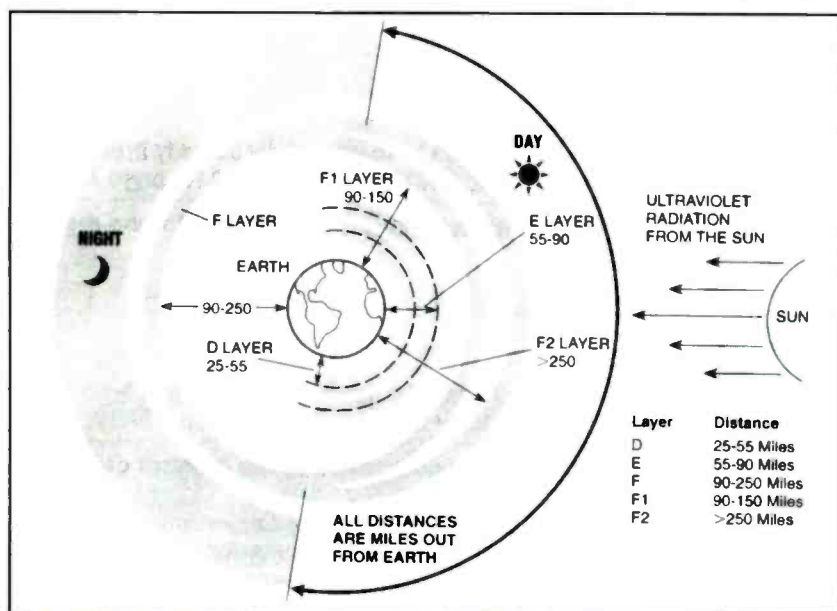 DAY
F1 LAYER
90-150
ULTRAVIOLET
RADIATION
FROM THE SUN
F LAYER
E LAYER
55-90
NIGHT
EARTH
90-250
SUN
D LAYER
25-55
F2 LAYER
>250
Layer Distance
D 25-55 Miles
E 55-90 Miles
F 90-250 Miles
F1 90-150 Miles
F2 >250 Miles
ALL DISTANCES
ARE MILES OUT
FROM EARTH